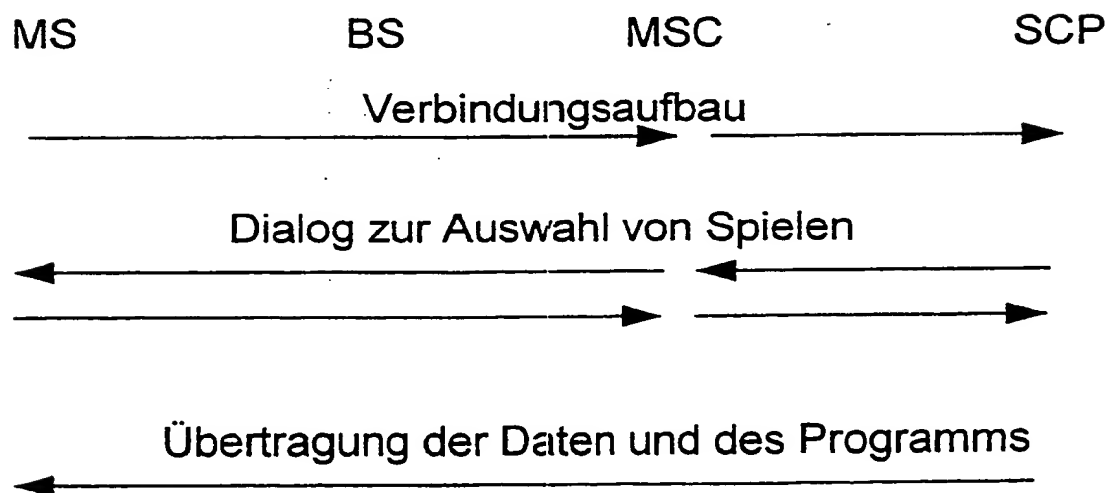 MS BS MSC SCP
Verbindungsaufbau
Dialog zur Auswahl von Spielen
Übertragung der Daten und des Programms